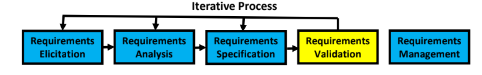 Iterative Process
Requirements
Elicitation
Requirements
Analysis
Requirements
Specification
Requirements
Validation
Requirements
Management